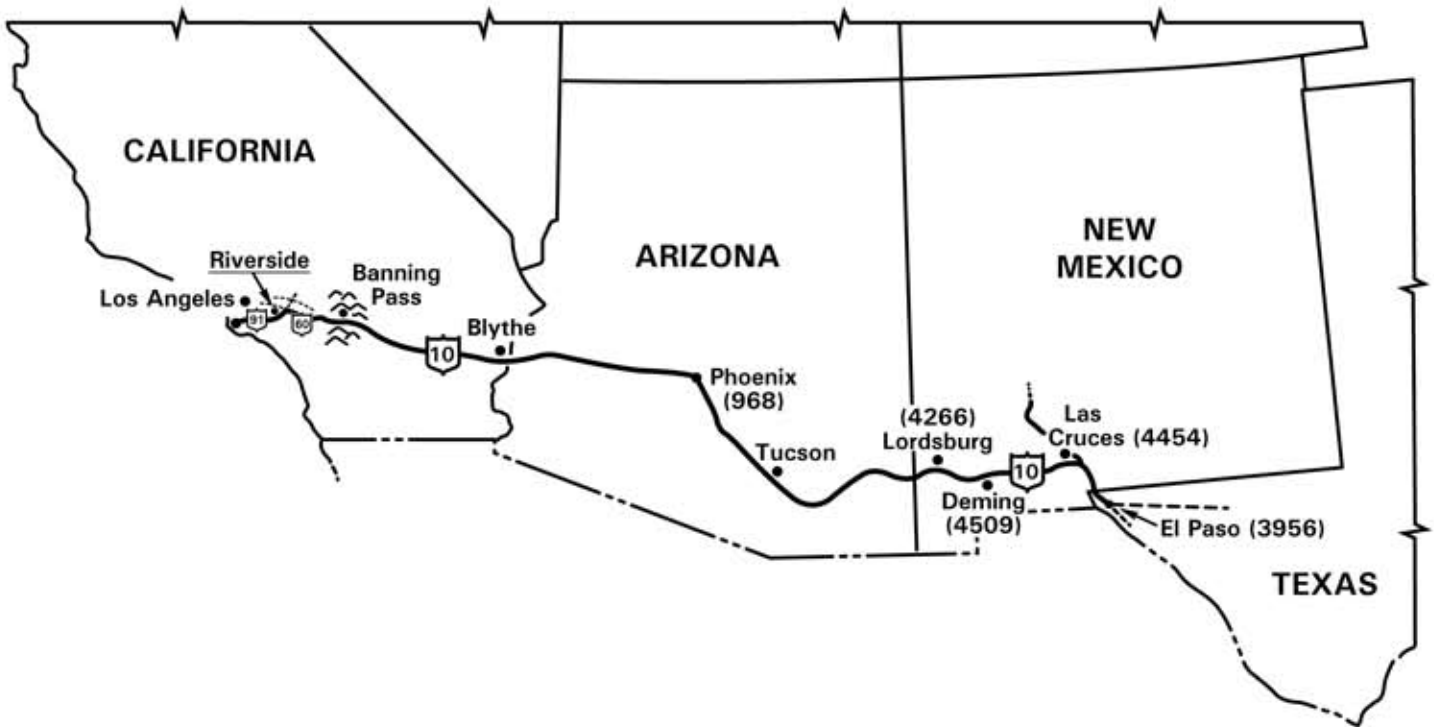 CALIFORNIA
ARIZONA
NEW
MEXICO
Riverside
Banning
Pass
Los Angeles
91
60
Blythe
10
Phoenix
(968)
Tucson
(4266)
Lordsburg
Deming
(4509)
10
Las
Cruces (4454)
El Paso (3956)
TEXAS